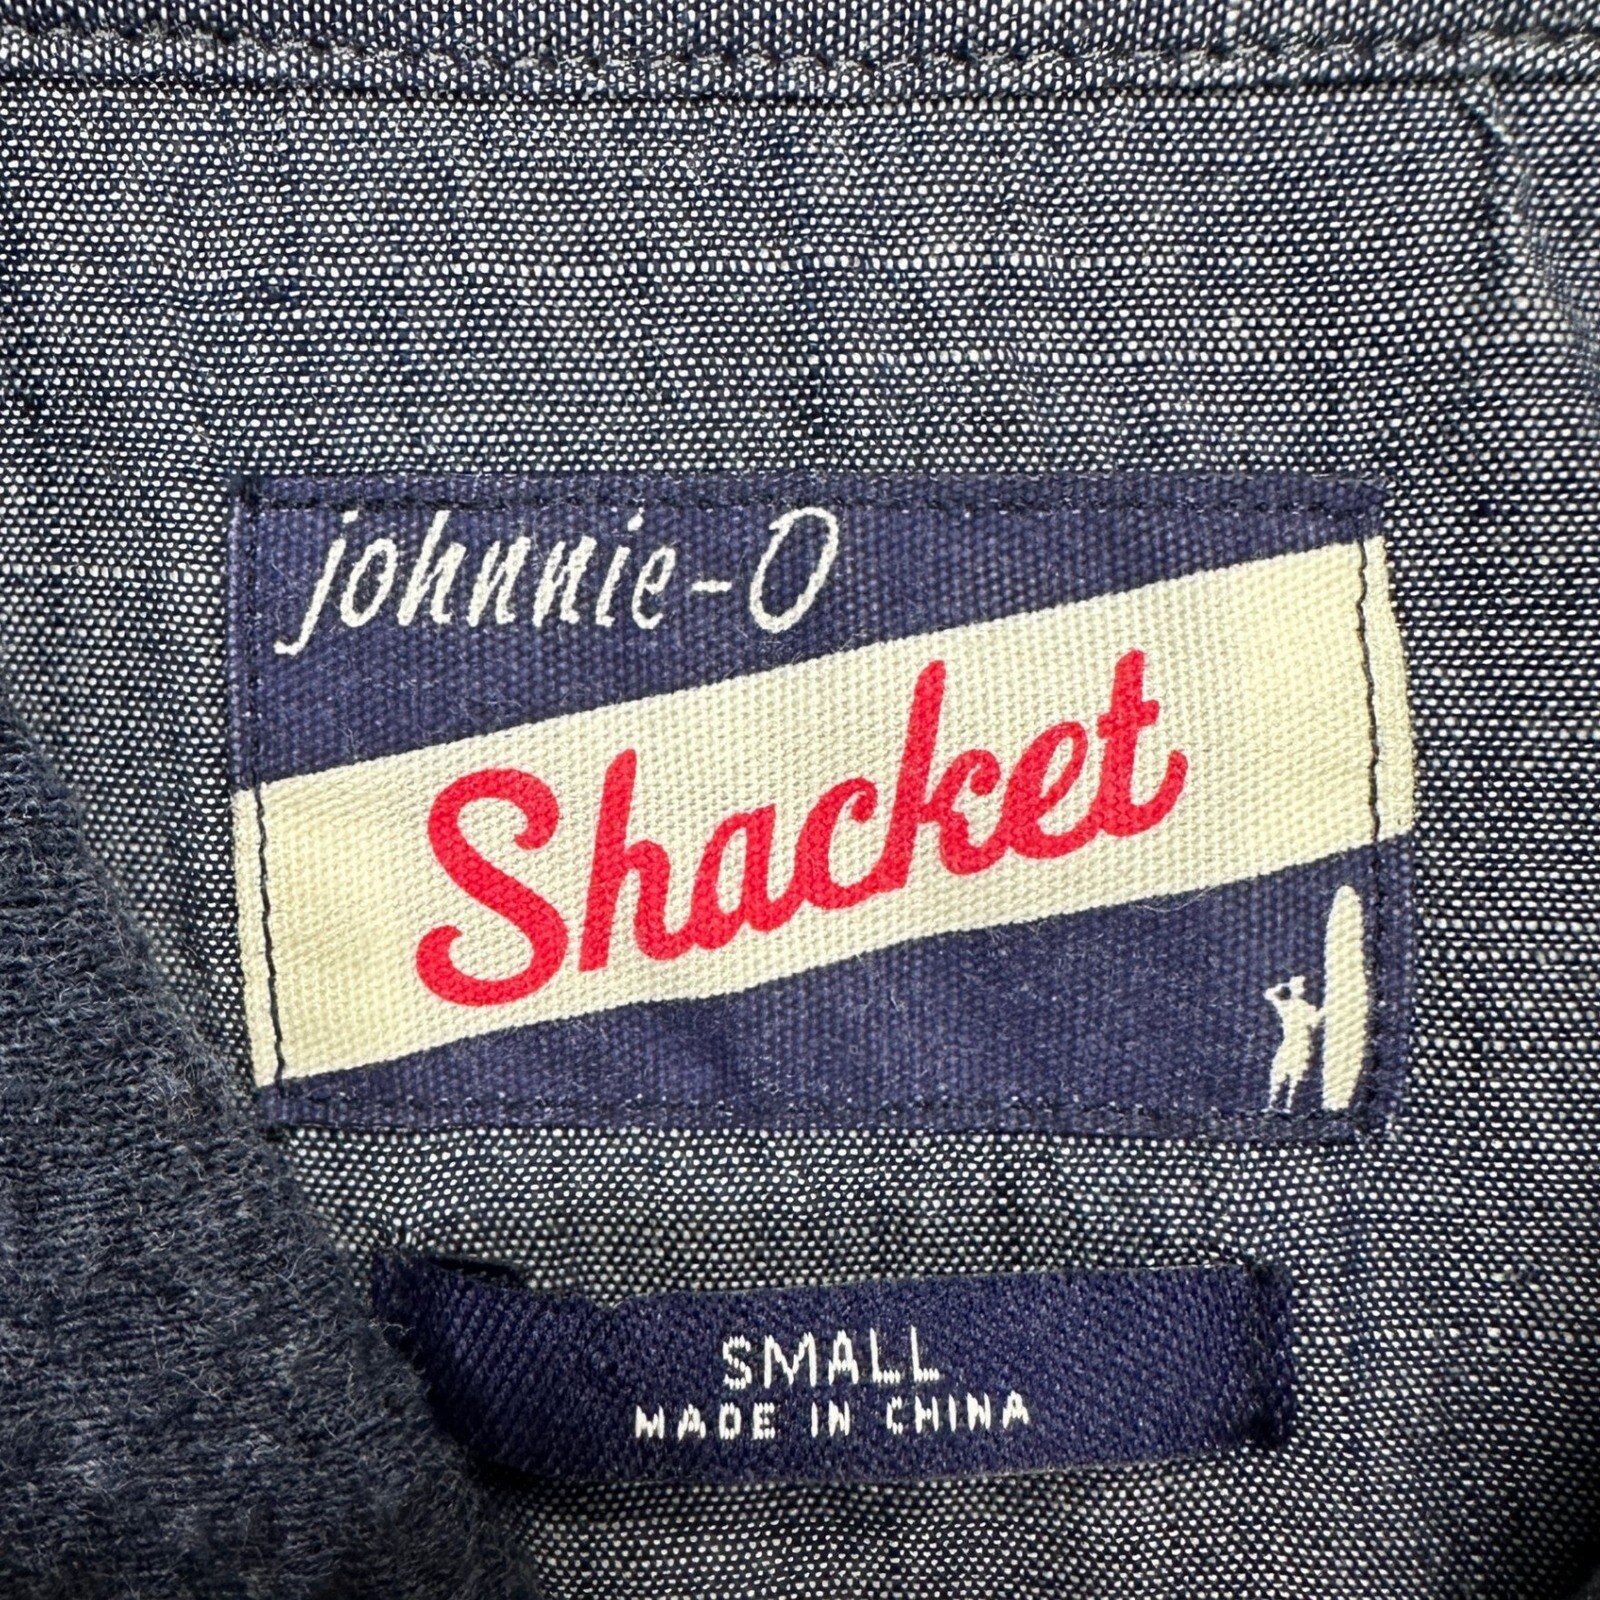 johnnie-O
Shacket
SMALL
MADE IN CHINA